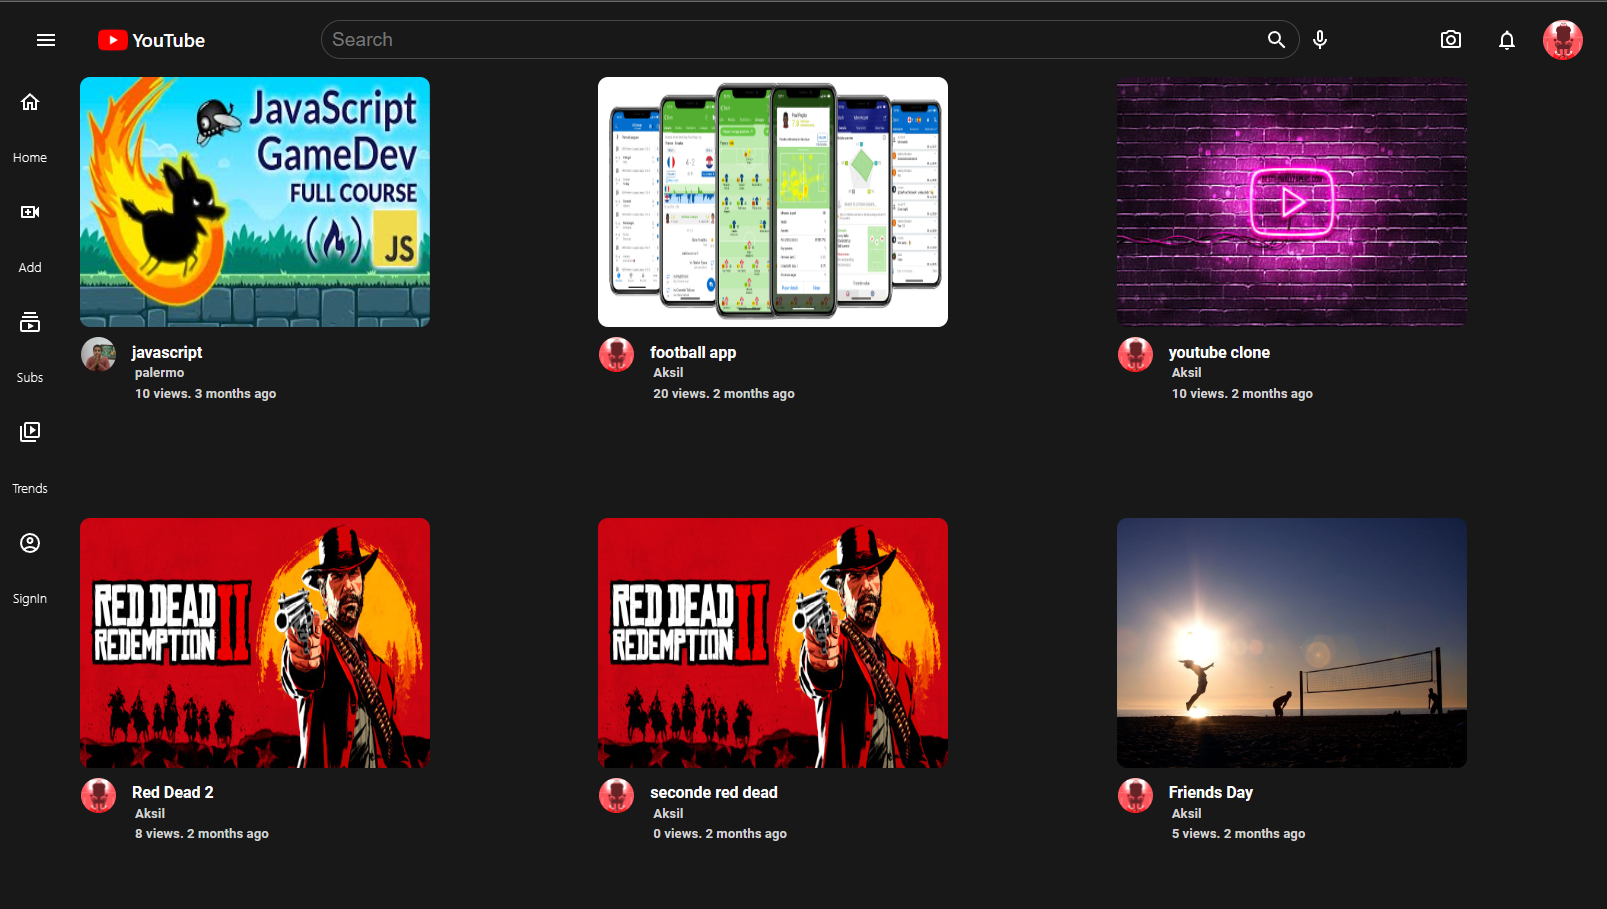 YouTube
Search
Home
Add
Subs
Trends
SignIn
JavaScript
GameDev
FULL COURSE
JS
javascript
palermo
10 views. 3 months ago
football app
Aksil
20 views. 2 months ago
youtube clone
Aksil
10 views. 2 months ago
RED DEAD
REDEMPTION II
Red Dead 2
Aksil
8 views. 2 months ago
RED DEAD
REDEMPTION II
seconde red dead
Aksil
0 views. 2 months ago
Friends Day
Aksil
5 views. 2 months ago